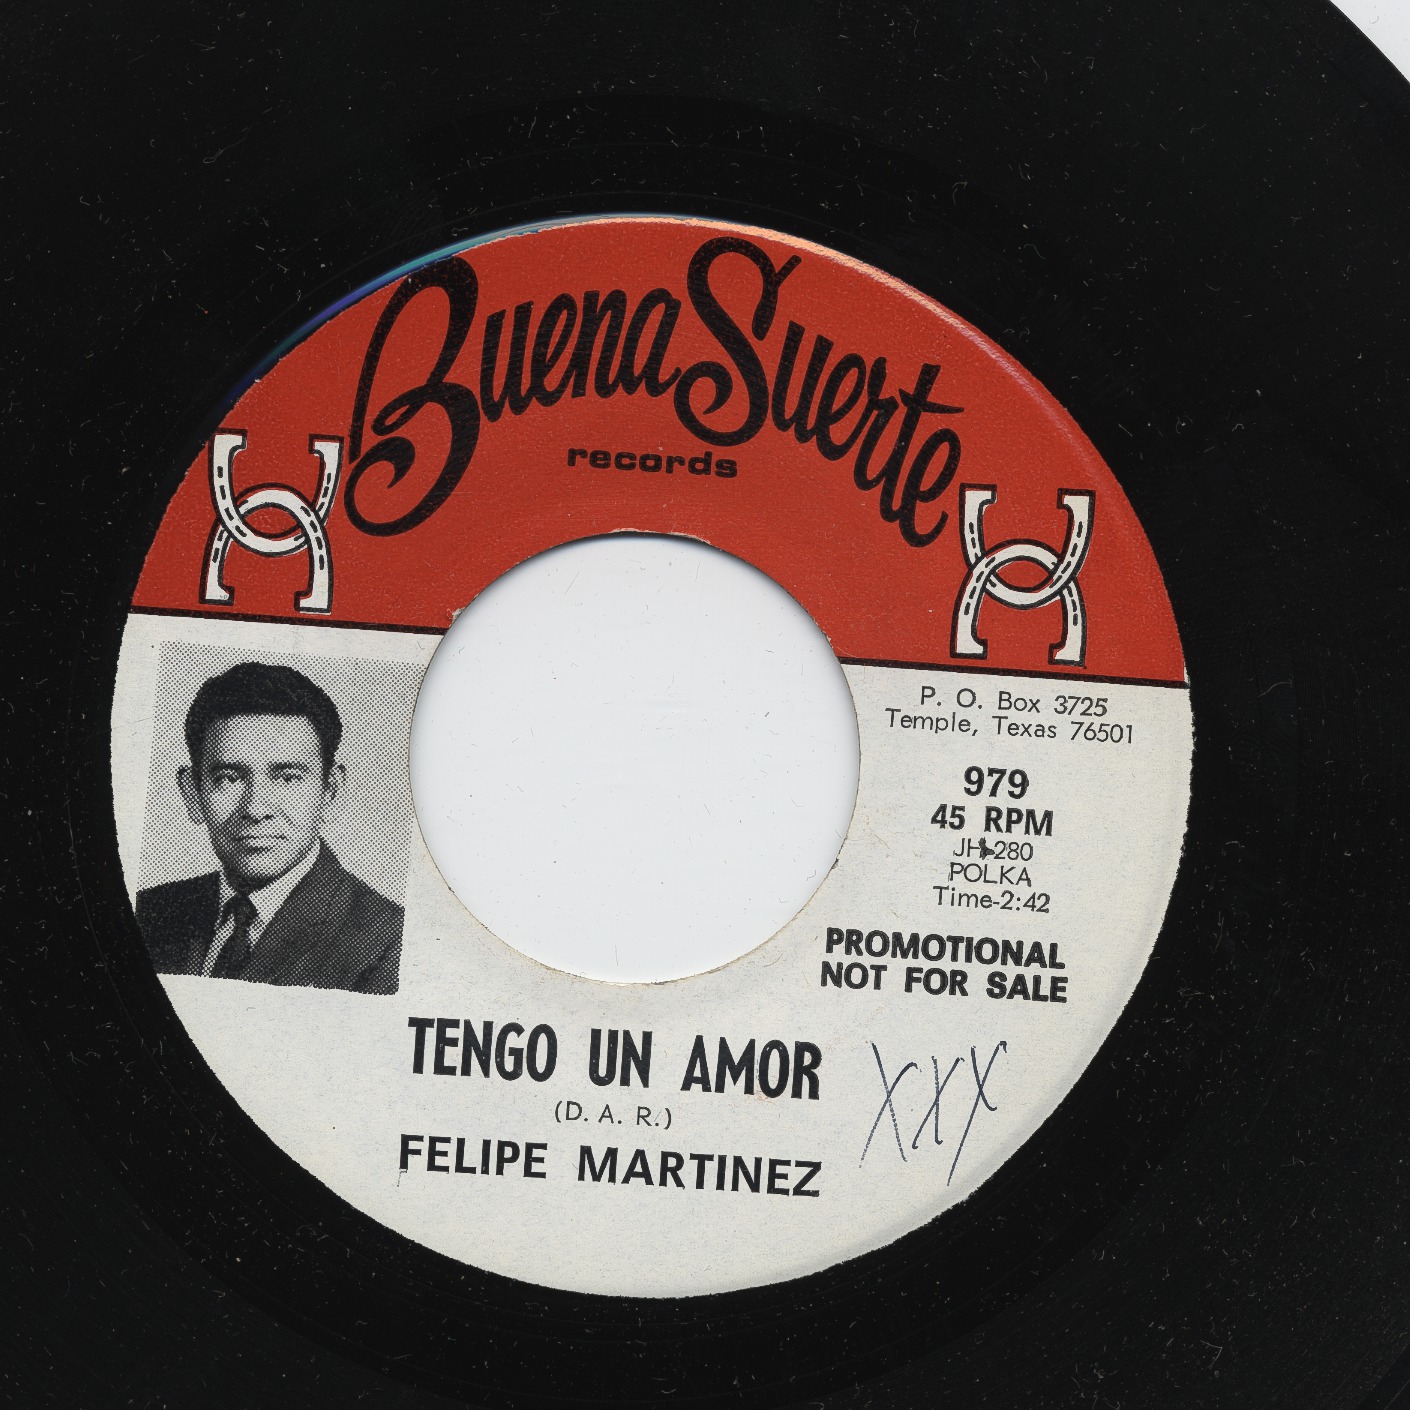 Buena Suerte
records
P. O. Box 3725
Temple, Texas 76501
979
45 RPM
JH-280
POLKA
Time-2:42
PROMOTIONAL
NOT FOR SALE
TENGO UN AMOR
(D. A. R.)
FELIPE MARTINEZ
XXX